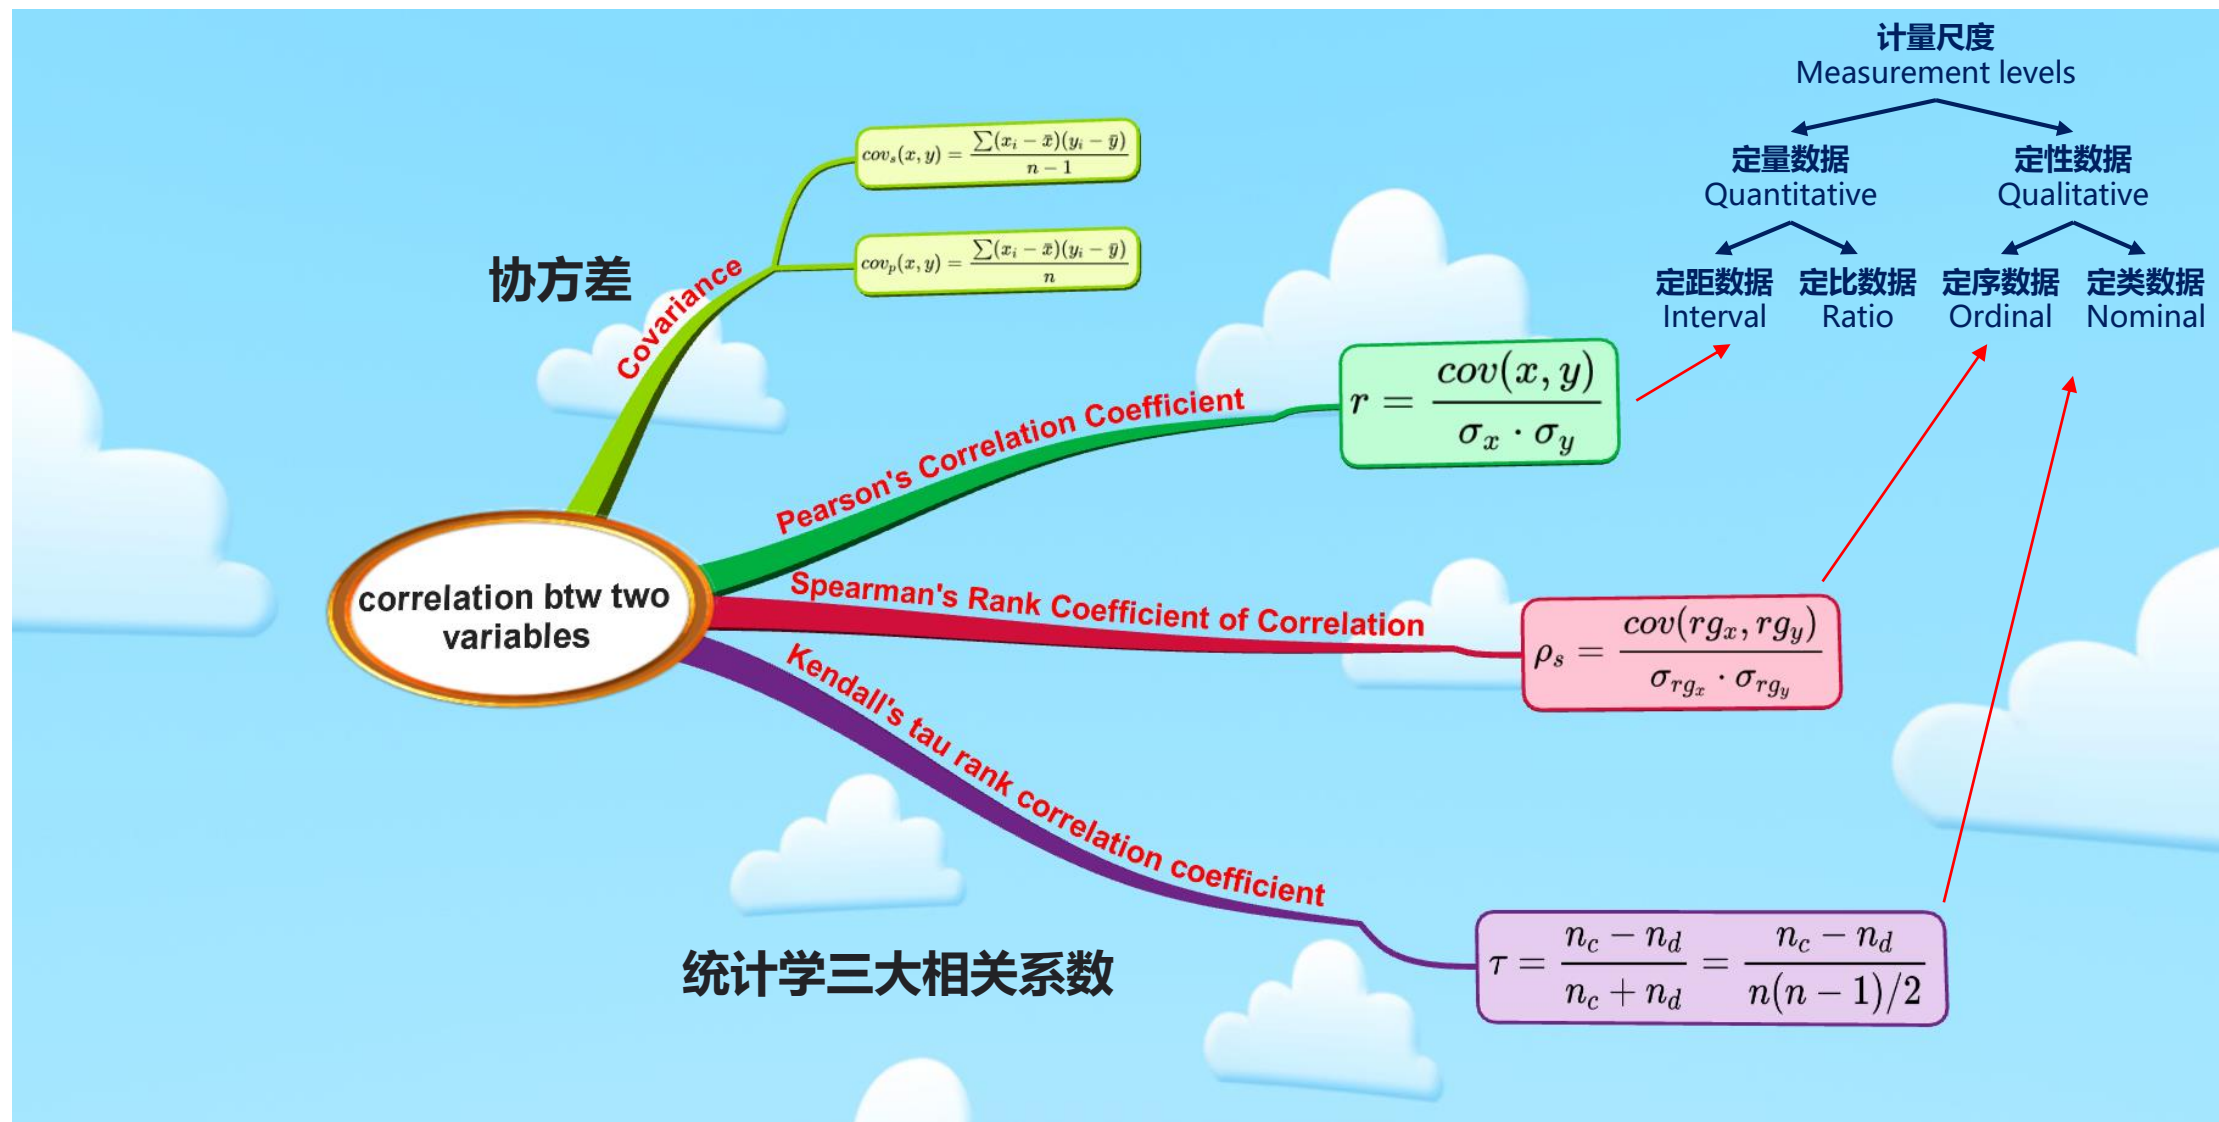 计量尺度
Measurement levels
定量数据
Quantitative
定性数据
Qualitative
定距数据
Interval
定比数据
Ratio
定序数据
Ordinal
定类数据
Nominal
协方差
Covariance
cov_s(x, y) = ∑(x_i − x̄)(y_i − ȳ) / n − 1
cov_p(x, y) = ∑(x_i − x̄)(y_i − ȳ) / n
Pearson's Correlation Coefficient
r = cov(x, y) / σ_x · σ_y
correlation btw two
variables
Spearman's Rank Coefficient of Correlation
ρ_s = cov(rg_x, rg_y) / σ_{rg_x} · σ_{rg_y}
Kendall's tau rank correlation coefficient
τ = n_c − n_d / n_c + n_d = n_c − n_d / n(n − 1)/2
统计学三大相关系数